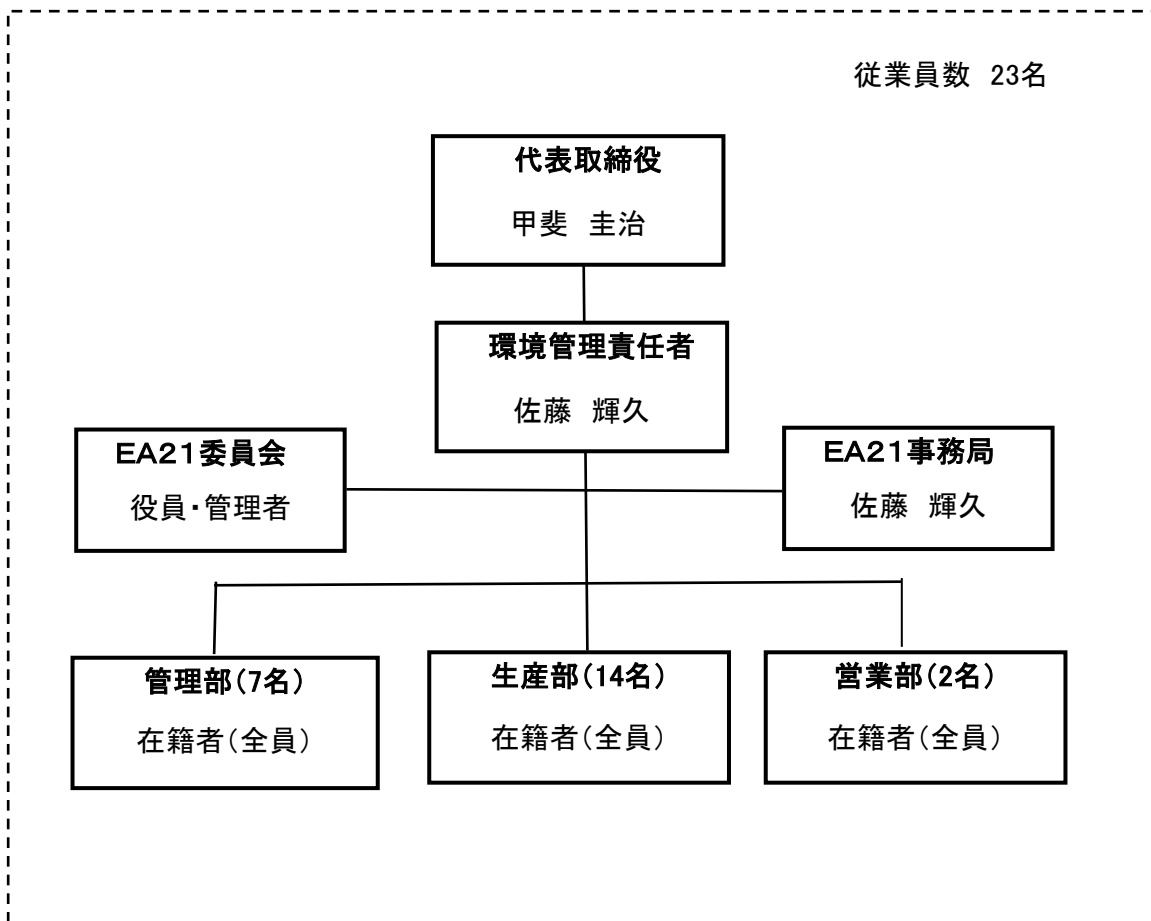 従業員数 23名
代表取締役
甲斐 圭治
環境管理責任者
佐藤 輝久
EA21委員会
役員・管理者
EA21事務局
佐藤 輝久
管理部(7名)
在籍者(全員)
生産部(14名)
在籍者(全員)
営業部(2名)
在籍者(全員)